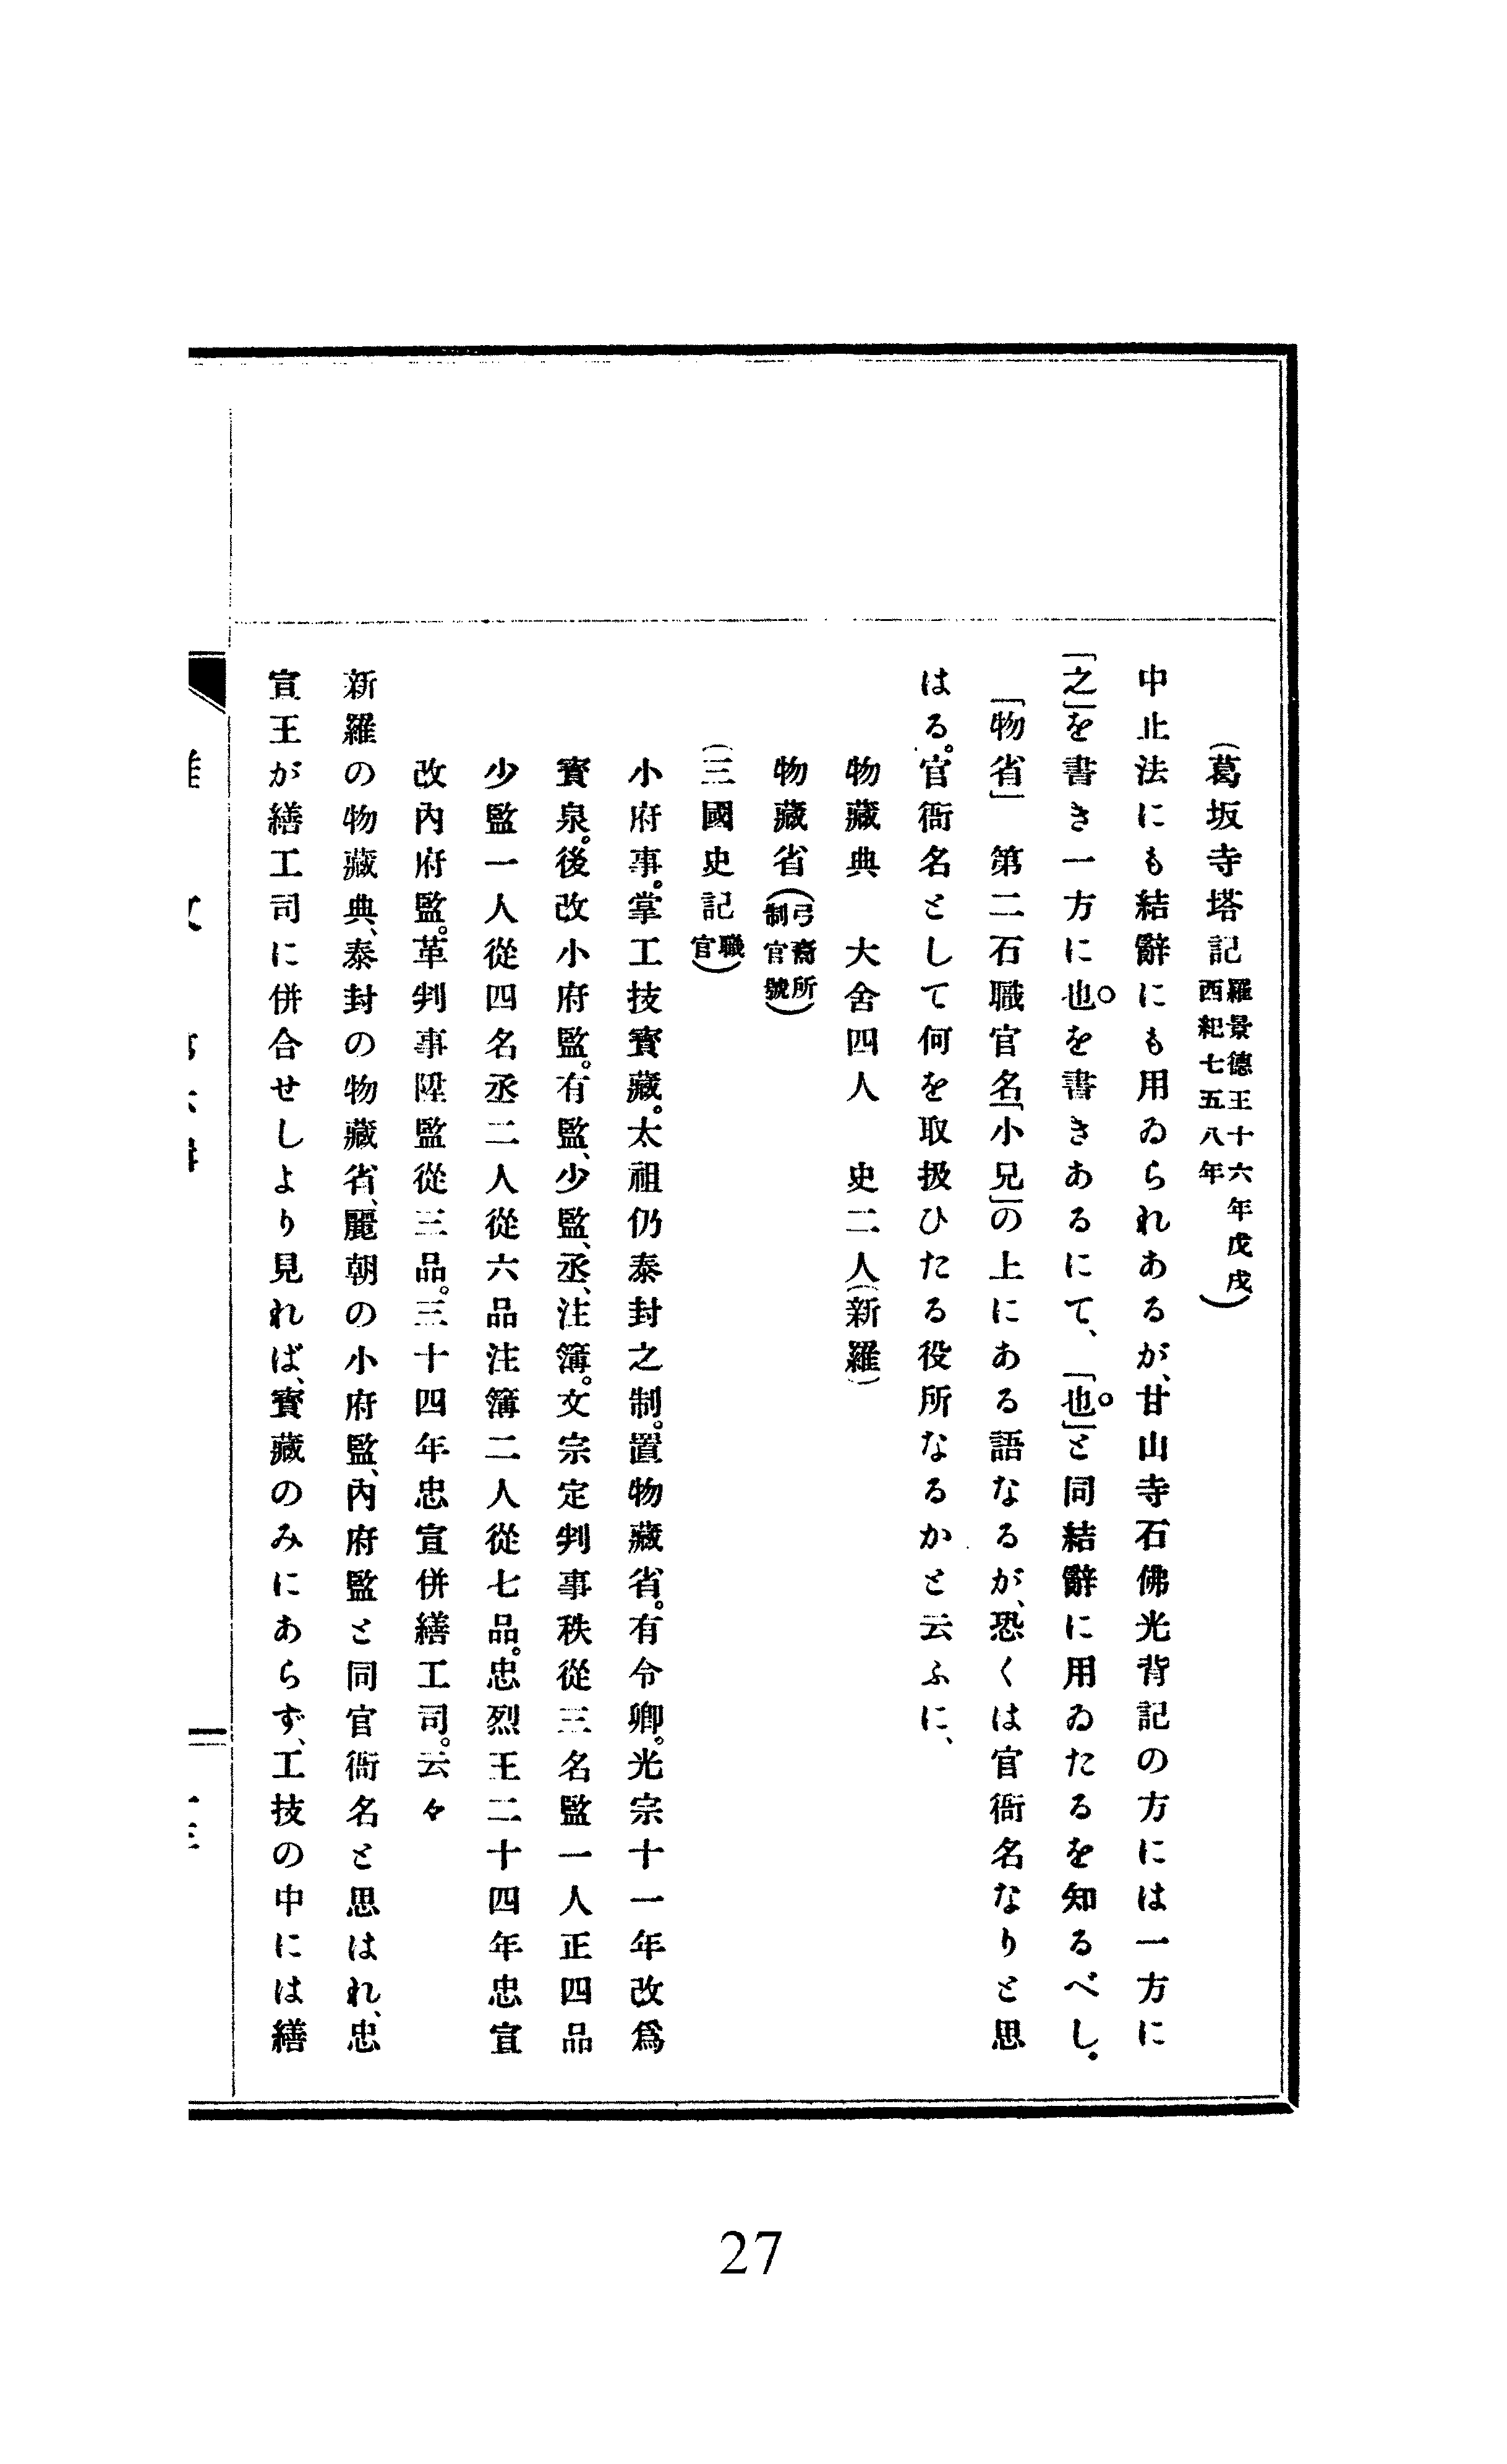 (葛坂寺塔記 羅景德王十六年戊戌 西紀七五八年)
中止法にも結辭にも用ゐられあるが、甘山寺石佛光背記の方には一方に
「之」を書き一方に也を書きあるにて、「也」と同結辭に用ゐたるを知るべし.
「物省」 第二石職官名「小兄」の上にある語なるが、恐くは官衙名なりと思
はる。官衙名として何を取扱ひたる役所なるかと云ふに、
物藏典 大舍四人 史二人(新羅)
物藏省(弓裔所制官號)
(三國史記職官)
小府事。掌工技寶藏。太祖仍泰封之制。置物藏省。有令卿。光宗十一年改爲
寶泉。後改小府監。有監、少監、丞、注簿。文宗定判事秩從三名監一人正四品
少監一人從四名丞二人從六品注簿二人從七品。忠烈王二十四年忠宣
改內府監。革判事陞監從三品。三十四年忠宣併繕工司。云々
新羅の物藏典、泰封の物藏省、麗朝の小府監、內府監と同官衙名と思はれ、忠
宣王が繕工司に併合せしより見れば、寶藏のみにあらず、工技の中には繕
27